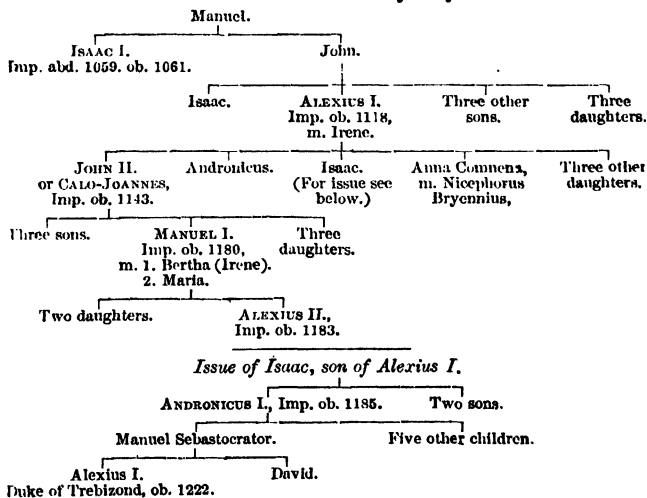 Manuel.
ISAAC I. John.
Imp. abd. 1059. ob. 1061.
Isaac. ALEXIUS I. Three other Three
Imp. ob. 1118, sons. daughters.
m. Irene.
JOHN II. Andronicus. Isaac. Anna Comnena, Three other
or CALO-JOANNES, (For issue see m. Nicephorus daughters.
Imp. ob. 1143. below.) Bryennius,
Three sons. MANUEL I. Three
Imp. ob. 1180, daughters.
m. 1. Bertha (Irene).
2. Maria.
Two daughters. ALEXIUS II.,
Imp. ob. 1183.
Issue of Isaac, son of Alexius I.
ANDRONICUS I., Imp. ob. 1185. Two sons.
Manuel Sebastocrator. Five other children.
Alexius I. David.
Duke of Trebizond, ob. 1222.